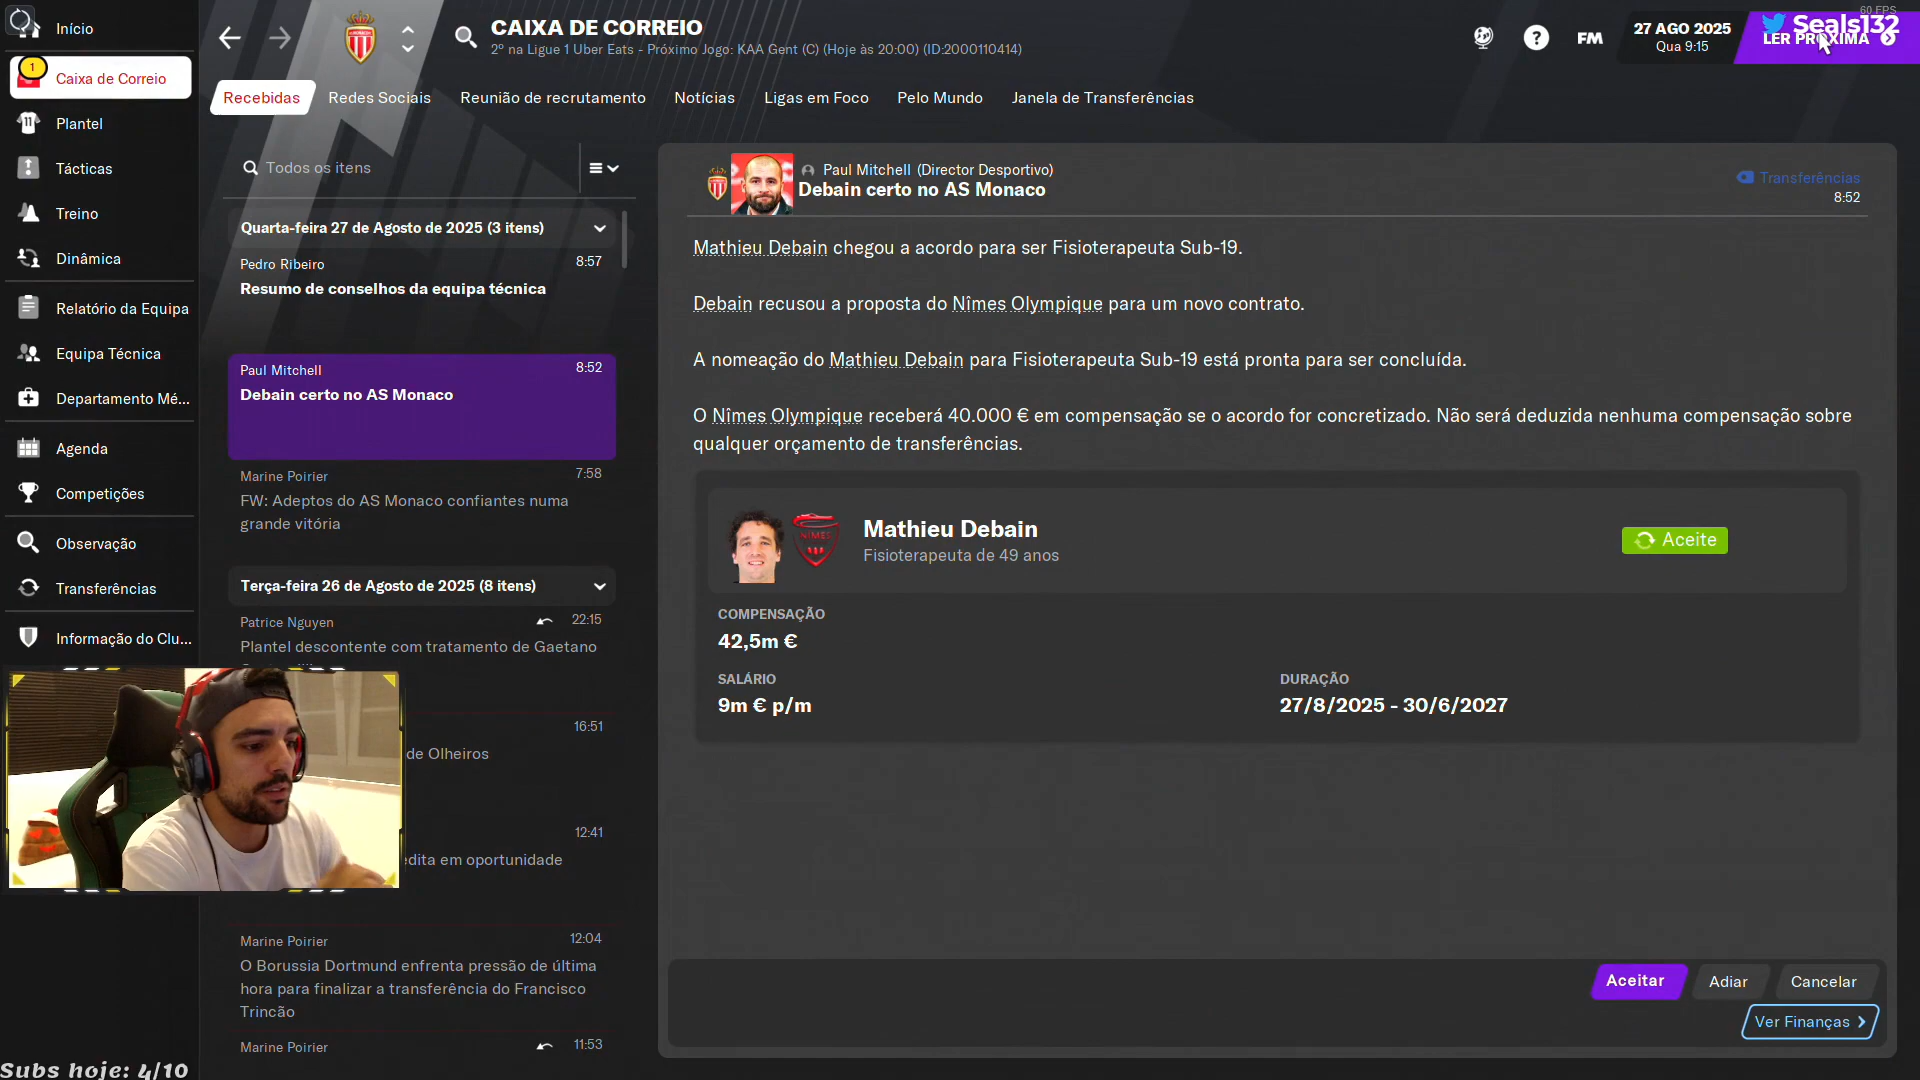 Início
1
Caixa de Correio
Plantel
Tácticas
Treino
Dinâmica
Relatório da Equipa
Equipa Técnica
Departamento Mé...
Agenda
Competições
Observação
Transferências
Informação do Clu...
CAIXA DE CORREIO
2º na Ligue 1 Uber Eats - Próximo Jogo: KAA Gent (C) (Hoje às 20:00) (ID:2000110414)
FM
27 AGO 2025
Qua 9:15
60 FPS
Seals132
LER PRÓXIMA
Recebidas
Redes Sociais
Reunião de recrutamento
Notícias
Ligas em Foco
Pelo Mundo
Janela de Transferências
Todos os itens
Quarta-feira 27 de Agosto de 2025 (3 itens)
Pedro Ribeiro
8:57
Resumo de conselhos da equipa técnica
Paul Mitchell
8:52
Debain certo no AS Monaco
Marine Poirier
7:58
FW: Adeptos do AS Monaco confiantes numa
grande vitória
Terça-feira 26 de Agosto de 2025 (8 itens)
Patrice Nguyen
22:15
Plantel descontente com tratamento de Gaetano
16:51
de Olheiros
12:41
edita em oportunidade
Marine Poirier
12:04
O Borussia Dortmund enfrenta pressão de última
hora para finalizar a transferência do Francisco
Trincão
Marine Poirier
11:53
Paul Mitchell (Director Desportivo)
Debain certo no AS Monaco
Transferências
8:52
Mathieu Debain chegou a acordo para ser Fisioterapeuta Sub-19.
Debain recusou a proposta do Nîmes Olympique para um novo contrato.
A nomeação do Mathieu Debain para Fisioterapeuta Sub-19 está pronta para ser concluída.
O Nîmes Olympique receberá 40.000 € em compensação se o acordo for concretizado. Não será deduzida nenhuma compensação sobre
qualquer orçamento de transferências.
NIMES
Mathieu Debain
Fisioterapeuta de 49 anos
Aceite
COMPENSAÇÃO
42,5m €
SALÁRIO
9m € p/m
DURAÇÃO
27/8/2025 - 30/6/2027
Aceitar
Adiar
Cancelar
Ver Finanças
Subs hoje: 4/10